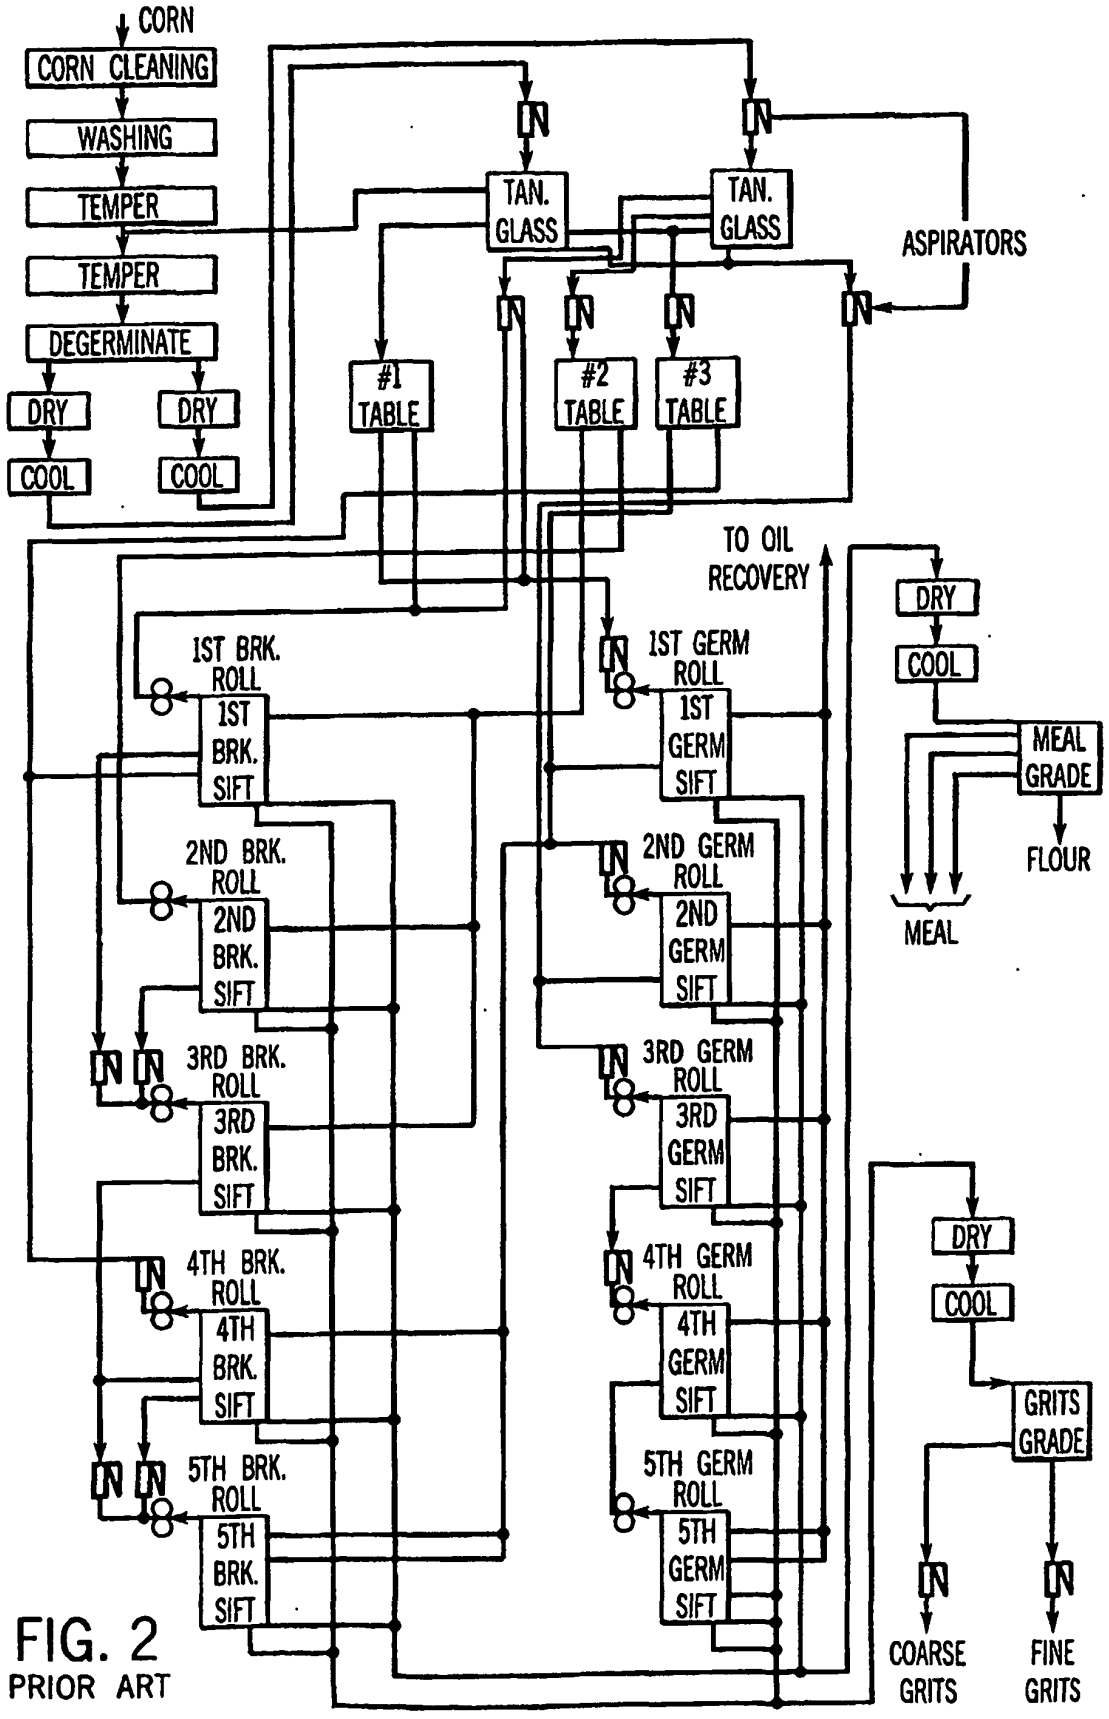 CORN
CORN CLEANING
WASHING
TEMPER
TEMPER
DEGERMINATE
DRY
DRY
COOL
COOL
TAN.
GLASS
TAN.
GLASS
ASPIRATORS
#1
TABLE
#2
TABLE
#3
TABLE
TO OIL
RECOVERY
DRY
COOL
MEAL
GRADE
FLOUR
MEAL
1ST BRK.
ROLL
1ST
BRK.
SIFT
2ND BRK.
ROLL
2ND
BRK.
SIFT
3RD BRK.
ROLL
3RD
BRK.
SIFT
4TH BRK.
ROLL
4TH
BRK.
SIFT
5TH BRK.
ROLL
5TH
BRK.
SIFT
1ST GERM
ROLL
1ST
GERM
SIFT
2ND GERM
ROLL
2ND
GERM
SIFT
3RD GERM
ROLL
3RD
GERM
SIFT
4TH GERM
ROLL
4TH
GERM
SIFT
5TH GERM
ROLL
5TH
GERM
SIFT
DRY
COOL
GRITS
GRADE
COARSE
GRITS
FINE
GRITS
FIG. 2
PRIOR ART